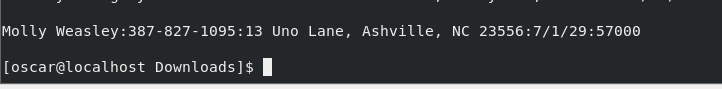 Molly Weasley:387-827-1095:13 Uno Lane, Ashville, NC 23556:7/1/29:57000
[oscar@localhost Downloads]$